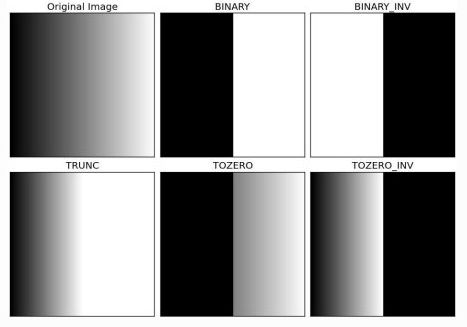 Original Image
BINARY
BINARY_INV
TRUNC
TOZERO
TOZERO_INV